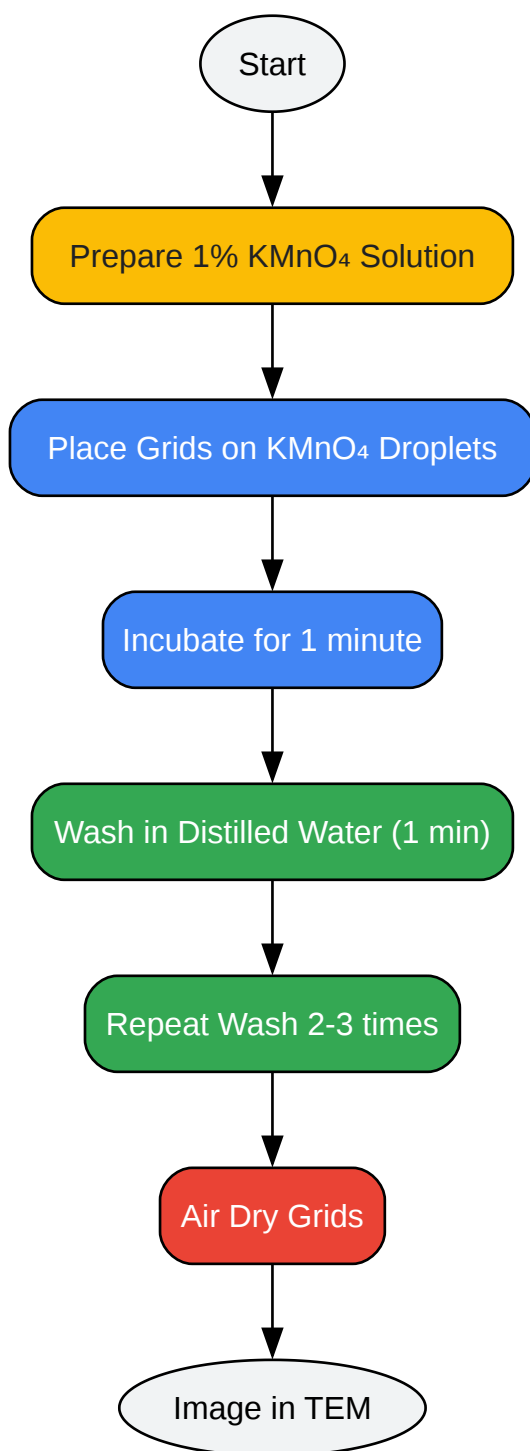 Start
Prepare 1% KMnO₄ Solution
Place Grids on KMnO₄ Droplets
Incubate for 1 minute
Wash in Distilled Water (1 min)
Repeat Wash 2-3 times
Air Dry Grids
Image in TEM